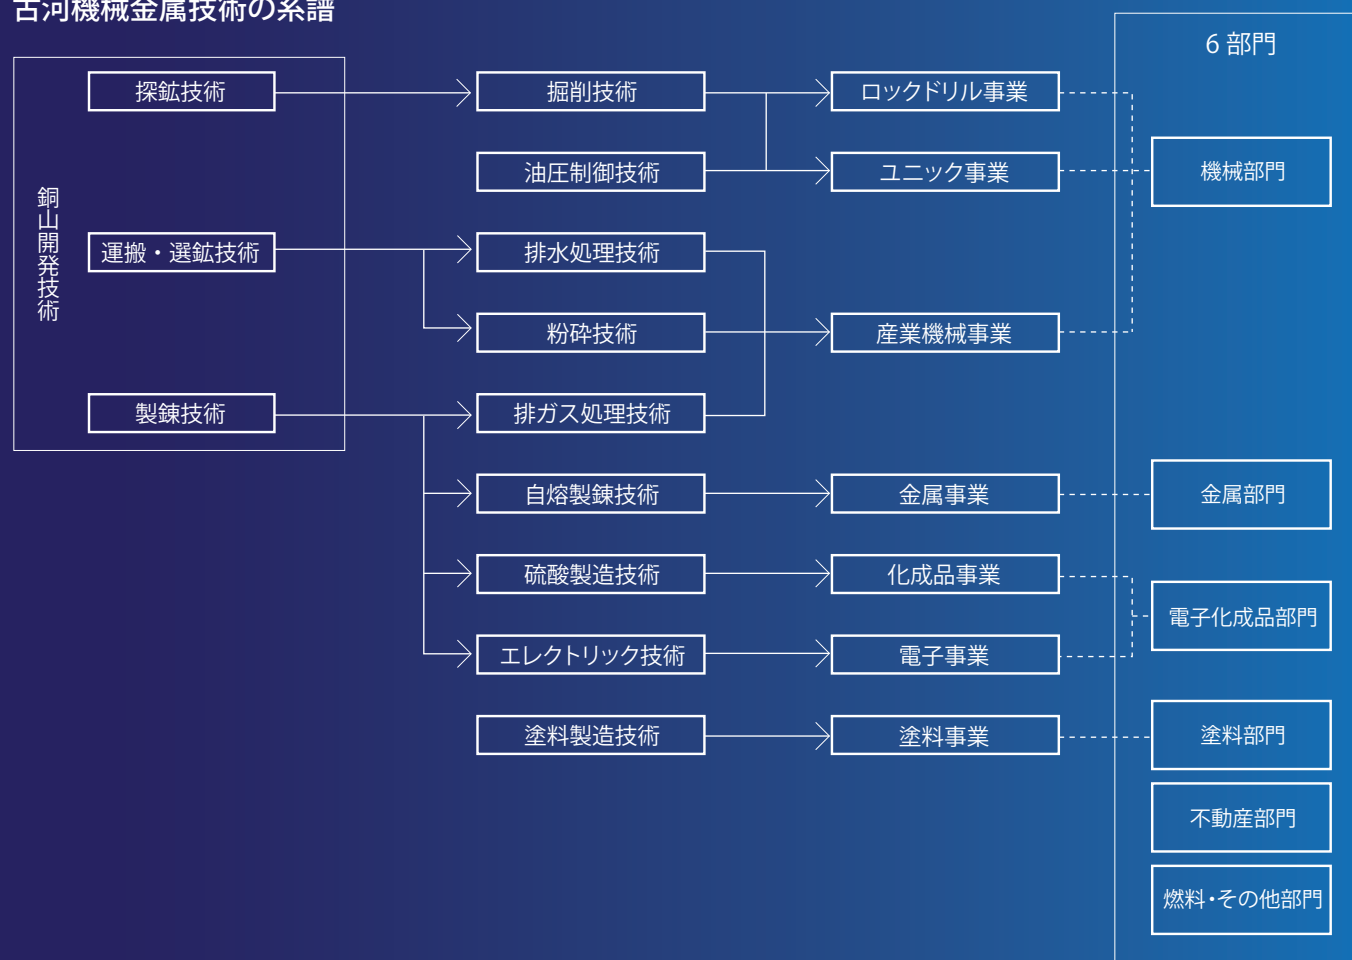 古河機械金属技術の系譜
6 部門
銅山開発技術
探鉱技術
掘削技術
ロックドリル事業
油圧制御技術
ユニック事業
機械部門
運搬・選鉱技術
排水処理技術
粉砕技術
産業機械事業
製錬技術
排ガス処理技術
自熔製錬技術
金属事業
金属部門
硫酸製造技術
化成品事業
電子化成品部門
エレクトリック技術
電子事業
塗料製造技術
塗料事業
塗料部門
不動産部門
燃料・その他部門